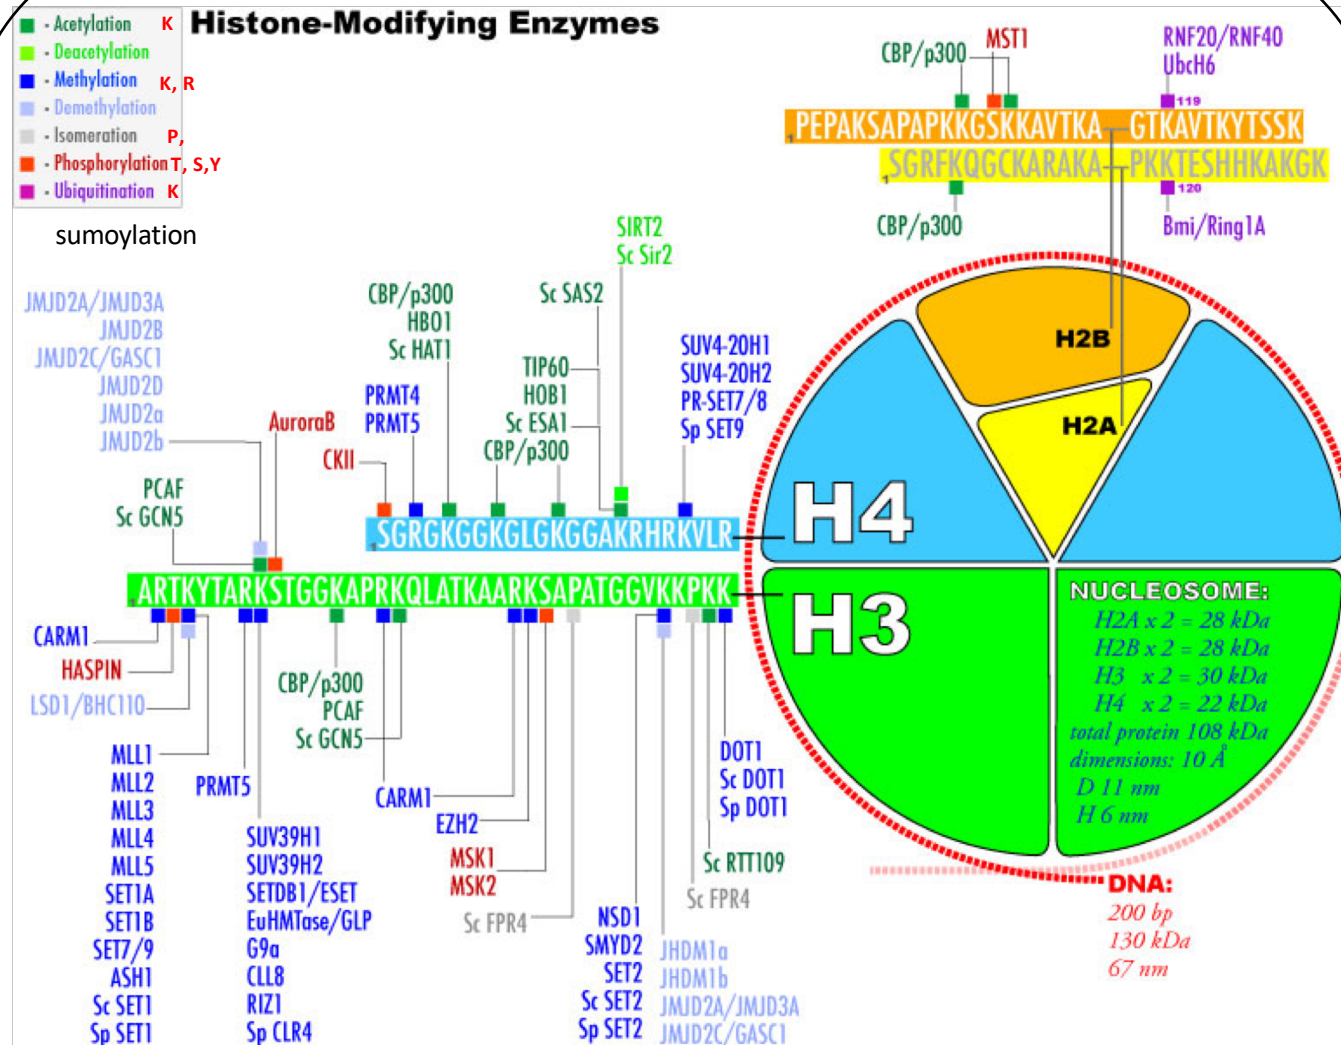 Histone-Modifying Enzymes
- Acetylation K
- Deacetylation
- Methylation K, R
- Demethylation
- Isomeration P,
- Phosphorylation T, S,Y
- Ubiquitination K
sumoylation
CBP/p300
MST1
RNF20/RNF40
UbcH6
119
1 PEPAKSAPAPKKGSKKAVTKA GTKAVTKYTSSK
1 SGRFKQGCKARAKA PKKTESHHKAKGK
120
CBP/p300
Bmi/Ring1A
SIRT2
Sc Sir2
JMJD2A/JMJD3A
JMJD2B
JMJD2C/GASC1
JMJD2D
JMJD2a
JMJD2b
AuroraB
PCAF
Sc GCN5
CKII
PRMT4
PRMT5
CBP/p300
HBO1
Sc HAT1
Sc SAS2
TIP60
HOB1
Sc ESA1
CBP/p300
SUV4-20H1
SUV4-20H2
PR-SET7/8
Sp SET9
1 SGRGKGGKGLGKGGAKRHRKVLR
H4
H2B
H2A
1 ARTKYTARKSTGGKAPRKQLATKAARKSAPATGGVKKPKK
H3
CARM1
HASPIN
LSD1/BHC110
MLL1
MLL2
MLL3
MLL4
MLL5
SET1A
SET1B
SET7/9
ASH1
Sc SET1
Sp SET1
PRMT5
SUV39H1
SUV39H2
SETDB1/ESET
EuHMTase/GLP
G9a
CLL8
RIZ1
Sp CLR4
CBP/p300
PCAF
Sc GCN5
CARM1
EZH2
MSK1
MSK2
Sc FPR4
NSD1
SMYD2
SET2
Sc SET2
Sp SET2
JHDM1a
JHDM1b
JMJD2A/JMJD3A
JMJD2C/GASC1
Sc FPR4
Sc RTT109
DOT1
Sc DOT1
Sp DOT1
NUCLEOSOME:
H2A x 2 = 28 kDa
H2B x 2 = 28 kDa
H3 x 2 = 30 kDa
H4 x 2 = 22 kDa
total protein 108 kDa
dimensions: 10 Å
D 11 nm
H 6 nm
DNA:
200 bp
130 kDa
67 nm